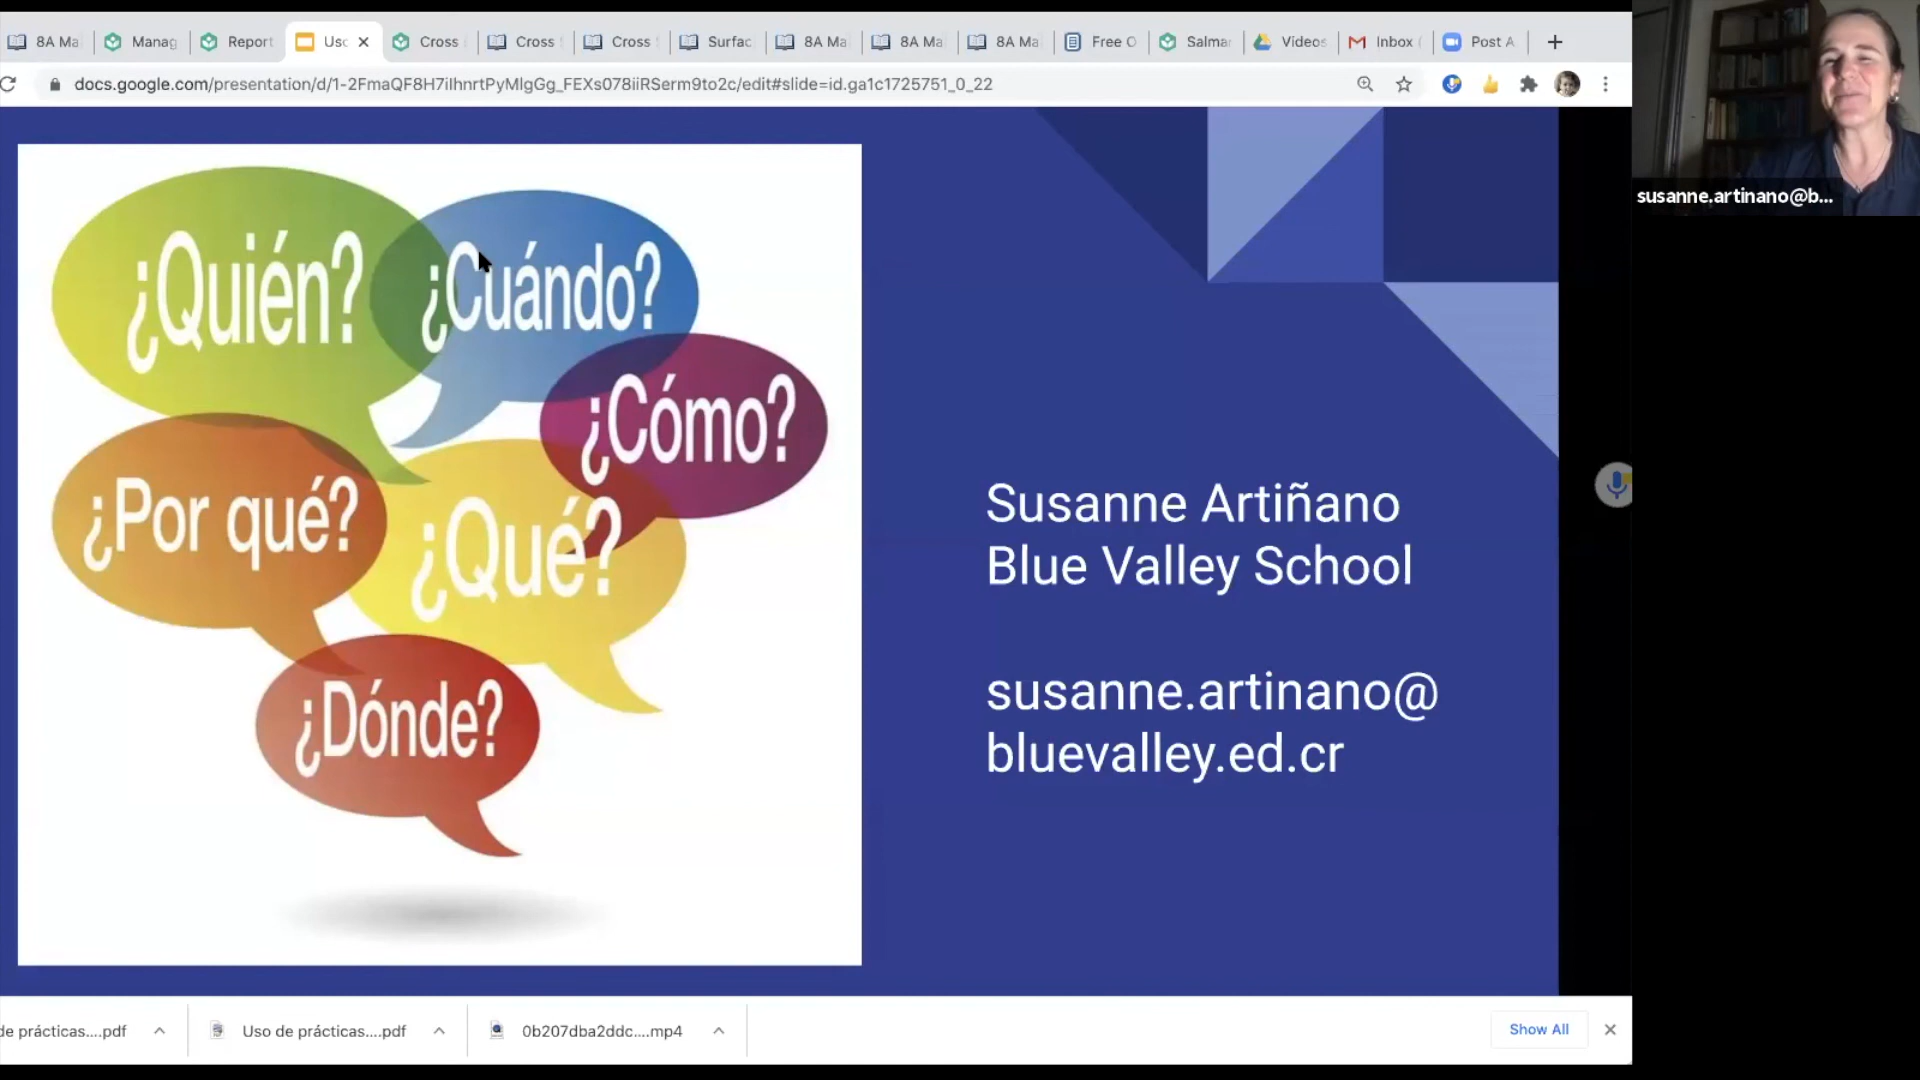 8A Ma
Manag
Report
Usc
Cross
Cross
Cross
Surfac
8A Ma
8A Ma
8A Ma
Free O
Salmar
Videos
Inbox (
Post A
docs.google.com/presentation/d/1-2FmaQF8H7iIhnrtPyMlgGg_FEXs078iiRSerm9to2c/edit#slide=id.ga1c1725751_0_22
susanne.artinano@b...
¿Quién?
¿Cuándo?
¿Cómo?
¿Por qué?
¿Qué?
¿Dónde?
Susanne Artiñano
Blue Valley School
susanne.artinano@
bluevalley.ed.cr
de prácticas....pdf
Uso de prácticas....pdf
0b207dba2ddc....mp4
Show All